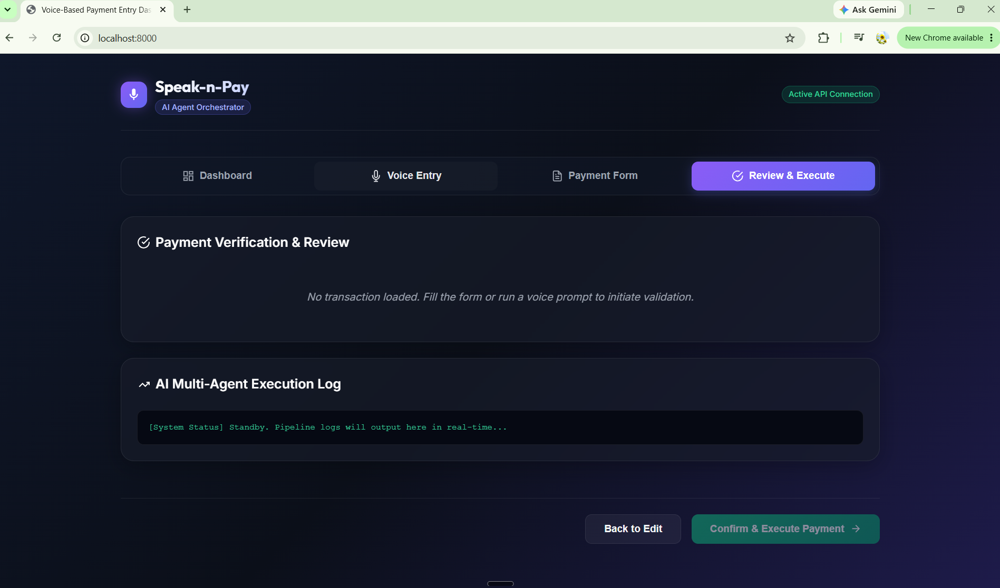 Voice-Based Payment Entry Das
Ask Gemini
localhost:8000
New Chrome available
Speak-n-Pay
AI Agent Orchestrator
Active API Connection
Dashboard
Voice Entry
Payment Form
Review & Execute
Payment Verification & Review
No transaction loaded. Fill the form or run a voice prompt to initiate validation.
AI Multi-Agent Execution Log
[System Status] Standby. Pipeline logs will output here in real-time...
Back to Edit
Confirm & Execute Payment